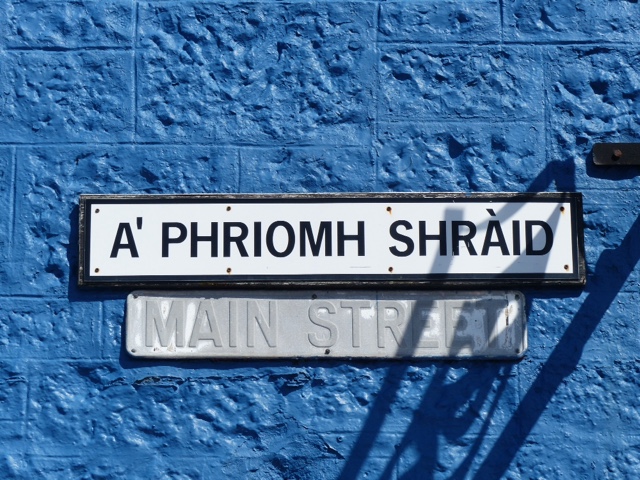 A' PHRIOMH SHRÀID
MAIN STREET